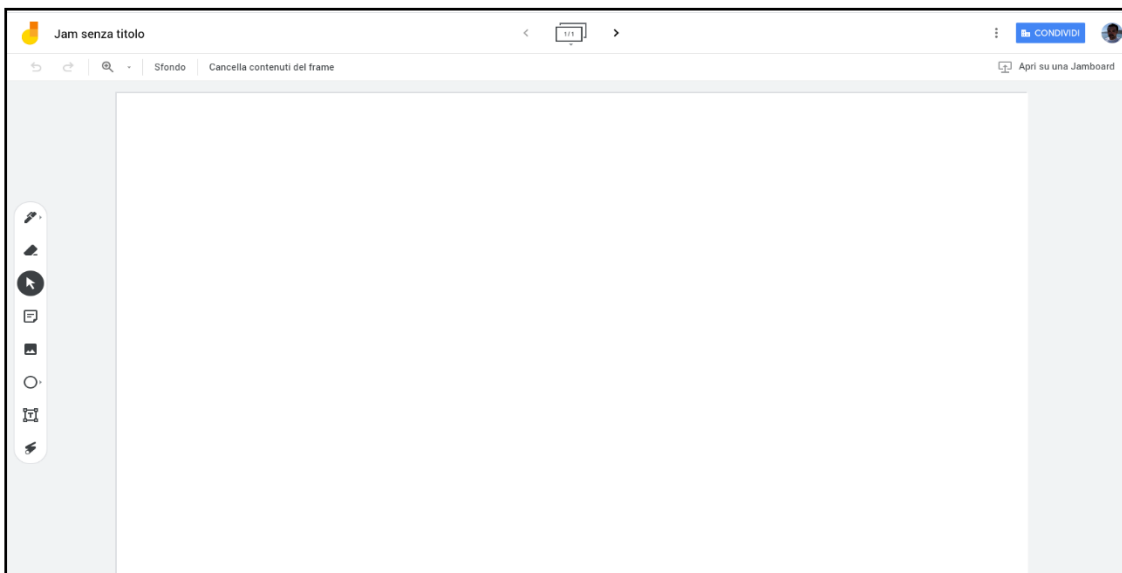 Jam senza titolo
1/1
CONDIVIDI
Sfondo
Cancella contenuti del frame
Apri su una Jamboard
T